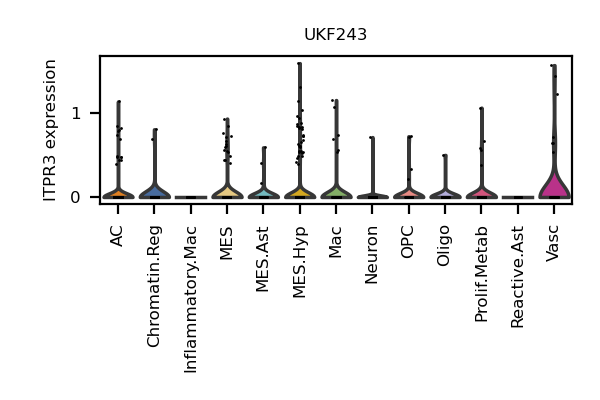 UKF243
ITPR3 expression
1
0
AC
Chromatin.Reg
Inflammatory.Mac
MES
MES.Ast
MES.Hyp
Mac
Neuron
OPC
Oligo
Prolif.Metab
Reactive.Ast
Vasc